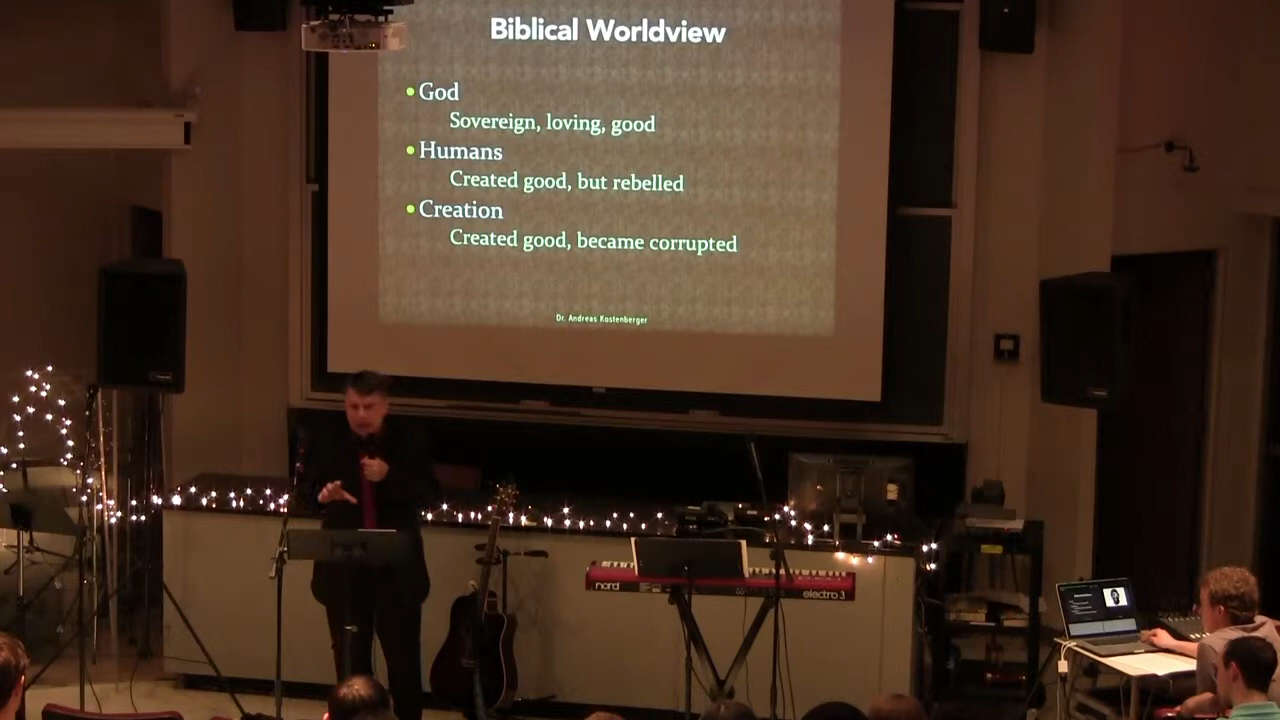 Biblical Worldview
• God
Sovereign, loving, good
• Humans
Created good, but rebelled
• Creation
Created good, became corrupted
Dr. Andreas Kostenberger
nord
electro 3